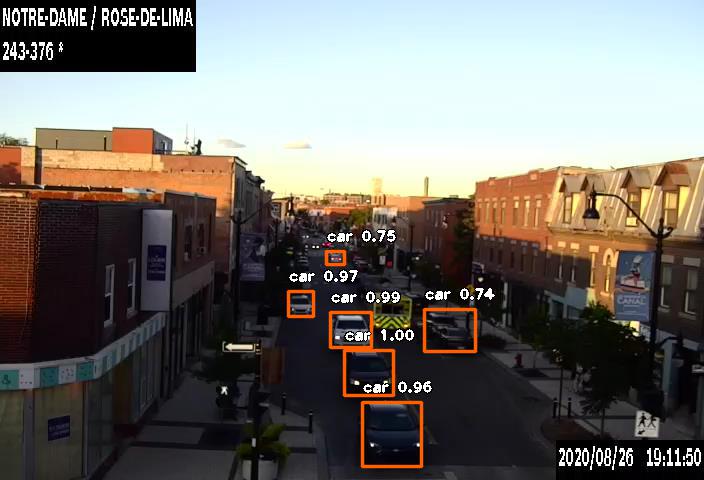 NOTRE-DAME / ROSE-DE-LIMA
243-376 *
car 0.75
car 0.97
car 0.99
car 0.74
car 1.00
car 0.96
CANAL
2020/08/26 19:11:50